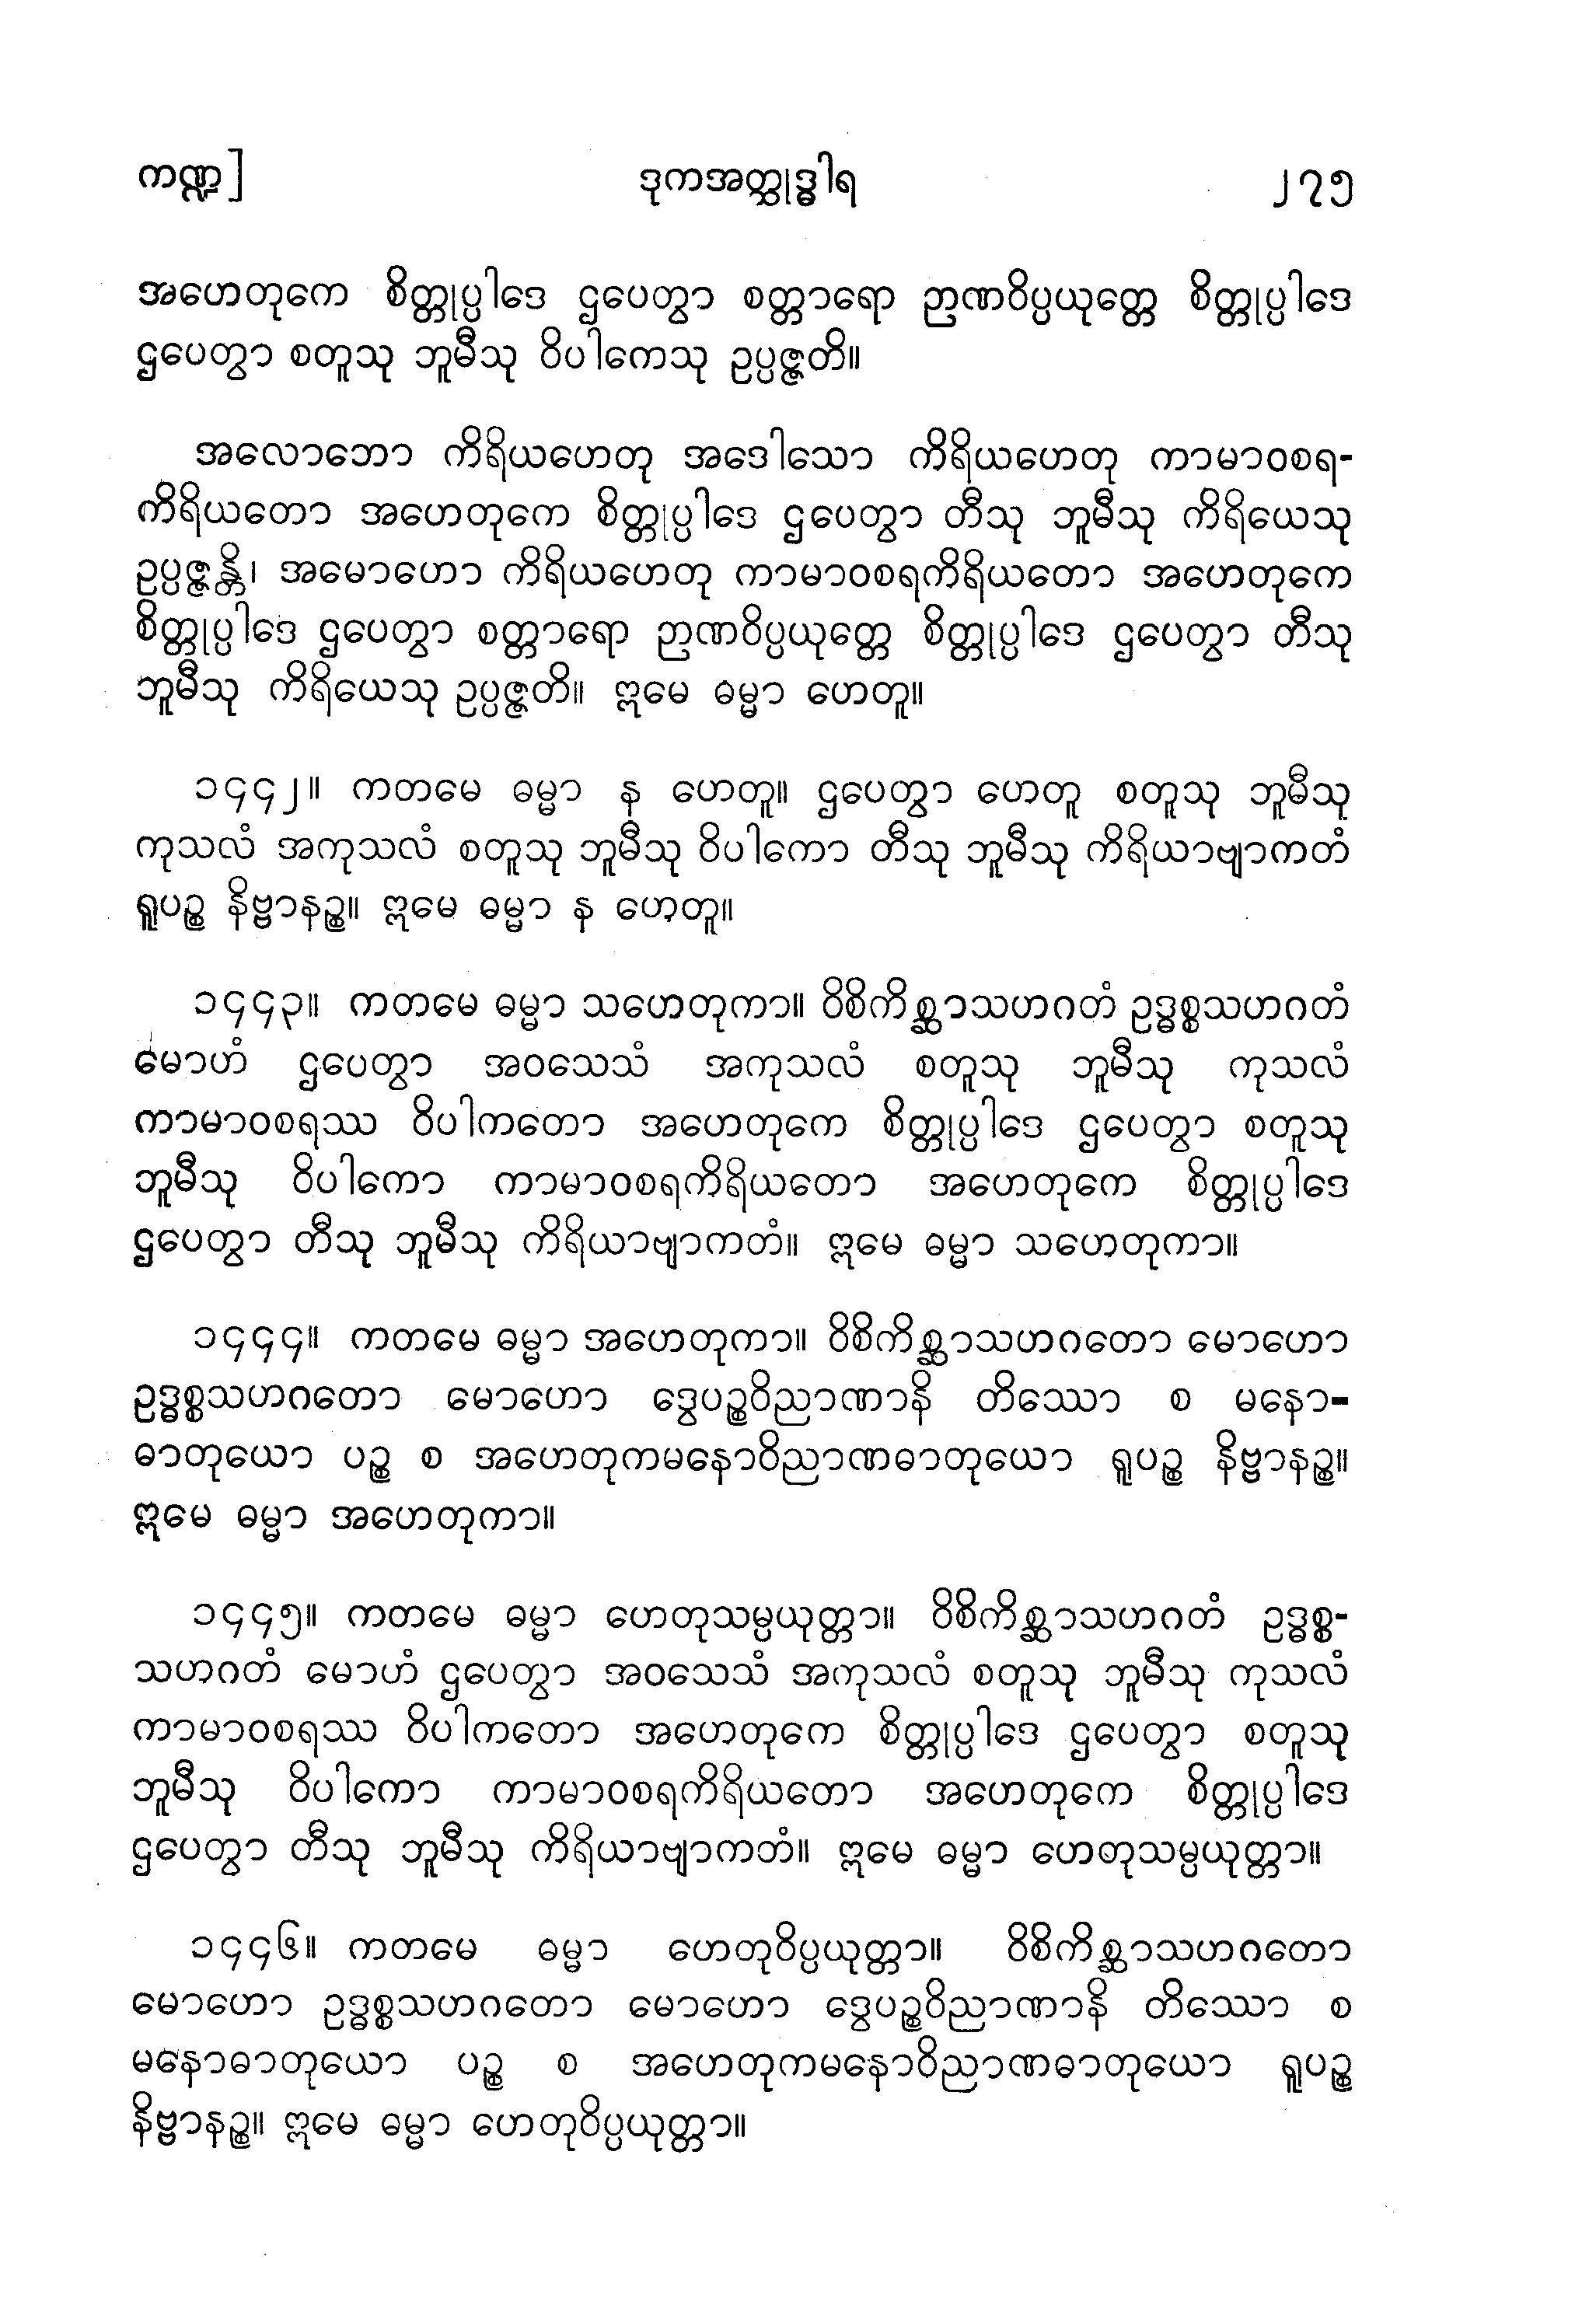 ကဏ္ဍ] ဒုကအတ္ထုဒ္ဓါရ ၂၇၅
အဟေတုကေ စိတ္တုပ္ပါဒေ ဌပေတွာ စတ္တာရော ဉာဏဝိပ္ပယုတ္တေ စိတ္တုပ္ပါဒေ
ဌပေတွာ စတူသု ဘူမီသု ဝိပါကေသု ဥပ္ပဇ္ဇတိ။
အလောဘော ကိရိယဟေတု အဒေါသော ကိရိယဟေတု ကာမာဝစရ-
ကိရိယတော အဟေတုကေ စိတ္တုပ္ပါဒေ ဌပေတွာ တီသု ဘူမီသု ကိရိယေသု
ဥပ္ပဇ္ဇန္တိ၊ အမောဟော ကိရိယဟေတု ကာမာဝစရကိရိယတော အဟေတုကေ
စိတ္တုပ္ပါဒေ ဌပေတွာ စတ္တာရော ဉာဏဝိပ္ပယုတ္တေ စိတ္တုပ္ပါဒေ ဌပေတွာ တီသု
ဘူမီသု ကိရိယေသု ဥပ္ပဇ္ဇတိ။ ဣမေ ဓမ္မာ ဟေတူ။
၁၄၄၂။ ကတမေ ဓမ္မာ န ဟေတူ။ ဌပေတွာ ဟေတူ စတူသု ဘူမီသု
ကုသလံ အကုသလံ စတူသု ဘူမီသု ဝိပါကော တီသု ဘူမီသု ကိရိယာဗျာကတံ
ရူပဉ္စ နိဗ္ဗာနဉ္စ။ ဣမေ ဓမ္မာ န ဟေတူ။
၁၄၄၃။ ကတမေ ဓမ္မာ သဟေတုကာ။ ဝိစိကိစ္ဆာသဟဂတံ ဥဒ္ဓစ္စသဟဂတံ
မောဟံ ဌပေတွာ အဝသေသံ အကုသလံ စတူသု ဘူမီသု ကုသလံ
ကာမာဝစရဿ ဝိပါကတော အဟေတုကေ စိတ္တုပ္ပါဒေ ဌပေတွာ စတူသု
ဘူမီသု ဝိပါကော ကာမာဝစရကိရိယတော အဟေတုကေ စိတ္တုပ္ပါဒေ
ဌပေတွာ တီသု ဘူမီသု ကိရိယာဗျာကတံ။ ဣမေ ဓမ္မာ သဟေတုကာ။
၁၄၄၄။ ကတမေ ဓမ္မာ အဟေတုကာ။ ဝိစိကိစ္ဆာသဟဂတော မောဟော
ဥဒ္ဓစ္စသဟဂတော မောဟော ဒွေပဉ္စဝိညာဏာနိ တိဿော စ မနော-
ဓာတုယော ပဉ္စ စ အဟေတုကမနောဝိညာဏဓာတုယော ရူပဉ္စ နိဗ္ဗာနဉ္စ။
ဣမေ ဓမ္မာ အဟေတုကာ။
၁၄၄၅။ ကတမေ ဓမ္မာ ဟေတုသမ္ပယုတ္တာ။ ဝိစိကိစ္ဆာသဟဂတံ ဥဒ္ဓစ္စ-
သဟဂတံ မောဟံ ဌပေတွာ အဝသေသံ အကုသလံ စတူသု ဘူမီသု ကုသလံ
ကာမာဝစရဿ ဝိပါကတော အဟေတုကေ စိတ္တုပ္ပါဒေ ဌပေတွာ စတူသု
ဘူမီသု ဝိပါကော ကာမာဝစရကိရိယတော အဟေတုကေ စိတ္တုပ္ပါဒေ
ဌပေတွာ တီသု ဘူမီသု ကိရိယာဗျာကတံ။ ဣမေ ဓမ္မာ ဟေတုသမ္ပယုတ္တာ။
၁၄၄၆။ ကတမေ ဓမ္မာ ဟေတုဝိပ္ပယုတ္တာ။ ဝိစိကိစ္ဆာသဟဂတော
မောဟော ဥဒ္ဓစ္စသဟဂတော မောဟော ဒွေပဉ္စဝိညာဏာနိ တိဿော စ
မနောဓာတုယော ပဉ္စ စ အဟေတုကမနောဝိညာဏဓာတုယော ရူပဉ္စ
နိဗ္ဗာနဉ္စ။ ဣမေ ဓမ္မာ ဟေတုဝိပ္ပယုတ္တာ။